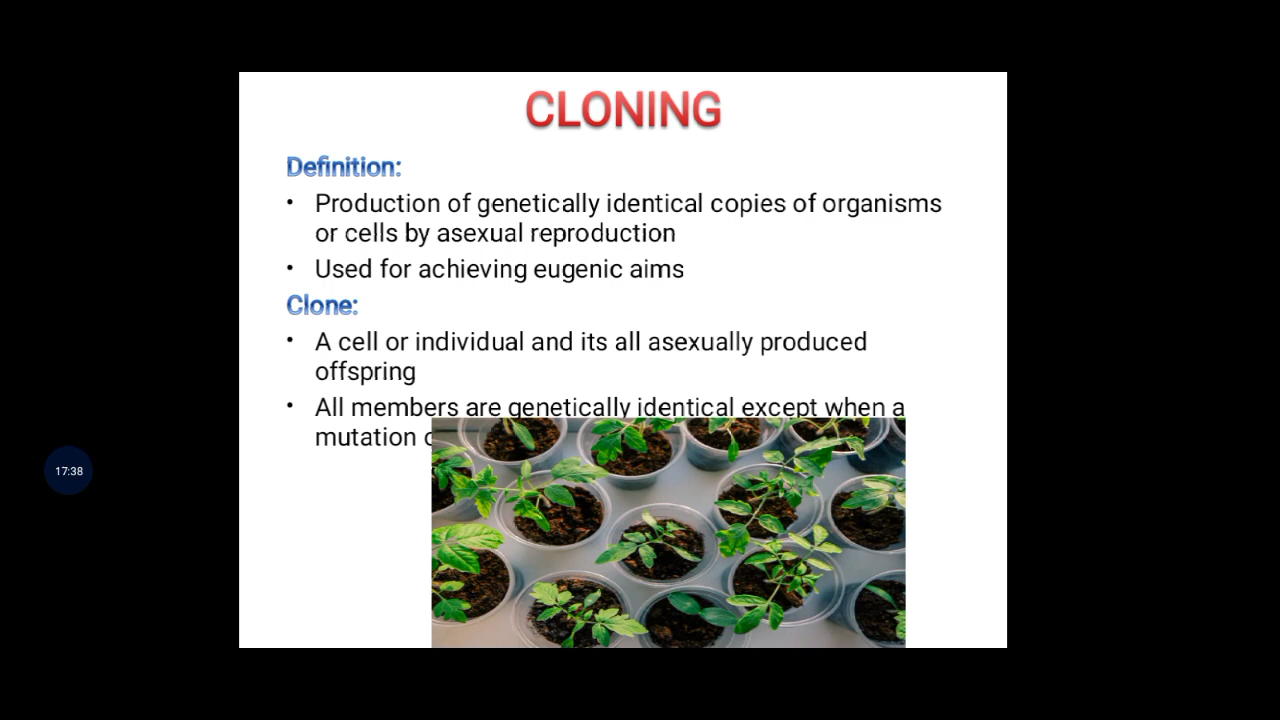 CLONING
Definition:
• Production of genetically identical copies of organisms
or cells by asexual reproduction
• Used for achieving eugenic aims
Clone:
• A cell or individual and its all asexually produced
offspring
• All members are genetically identical except when a
mutation
17:38